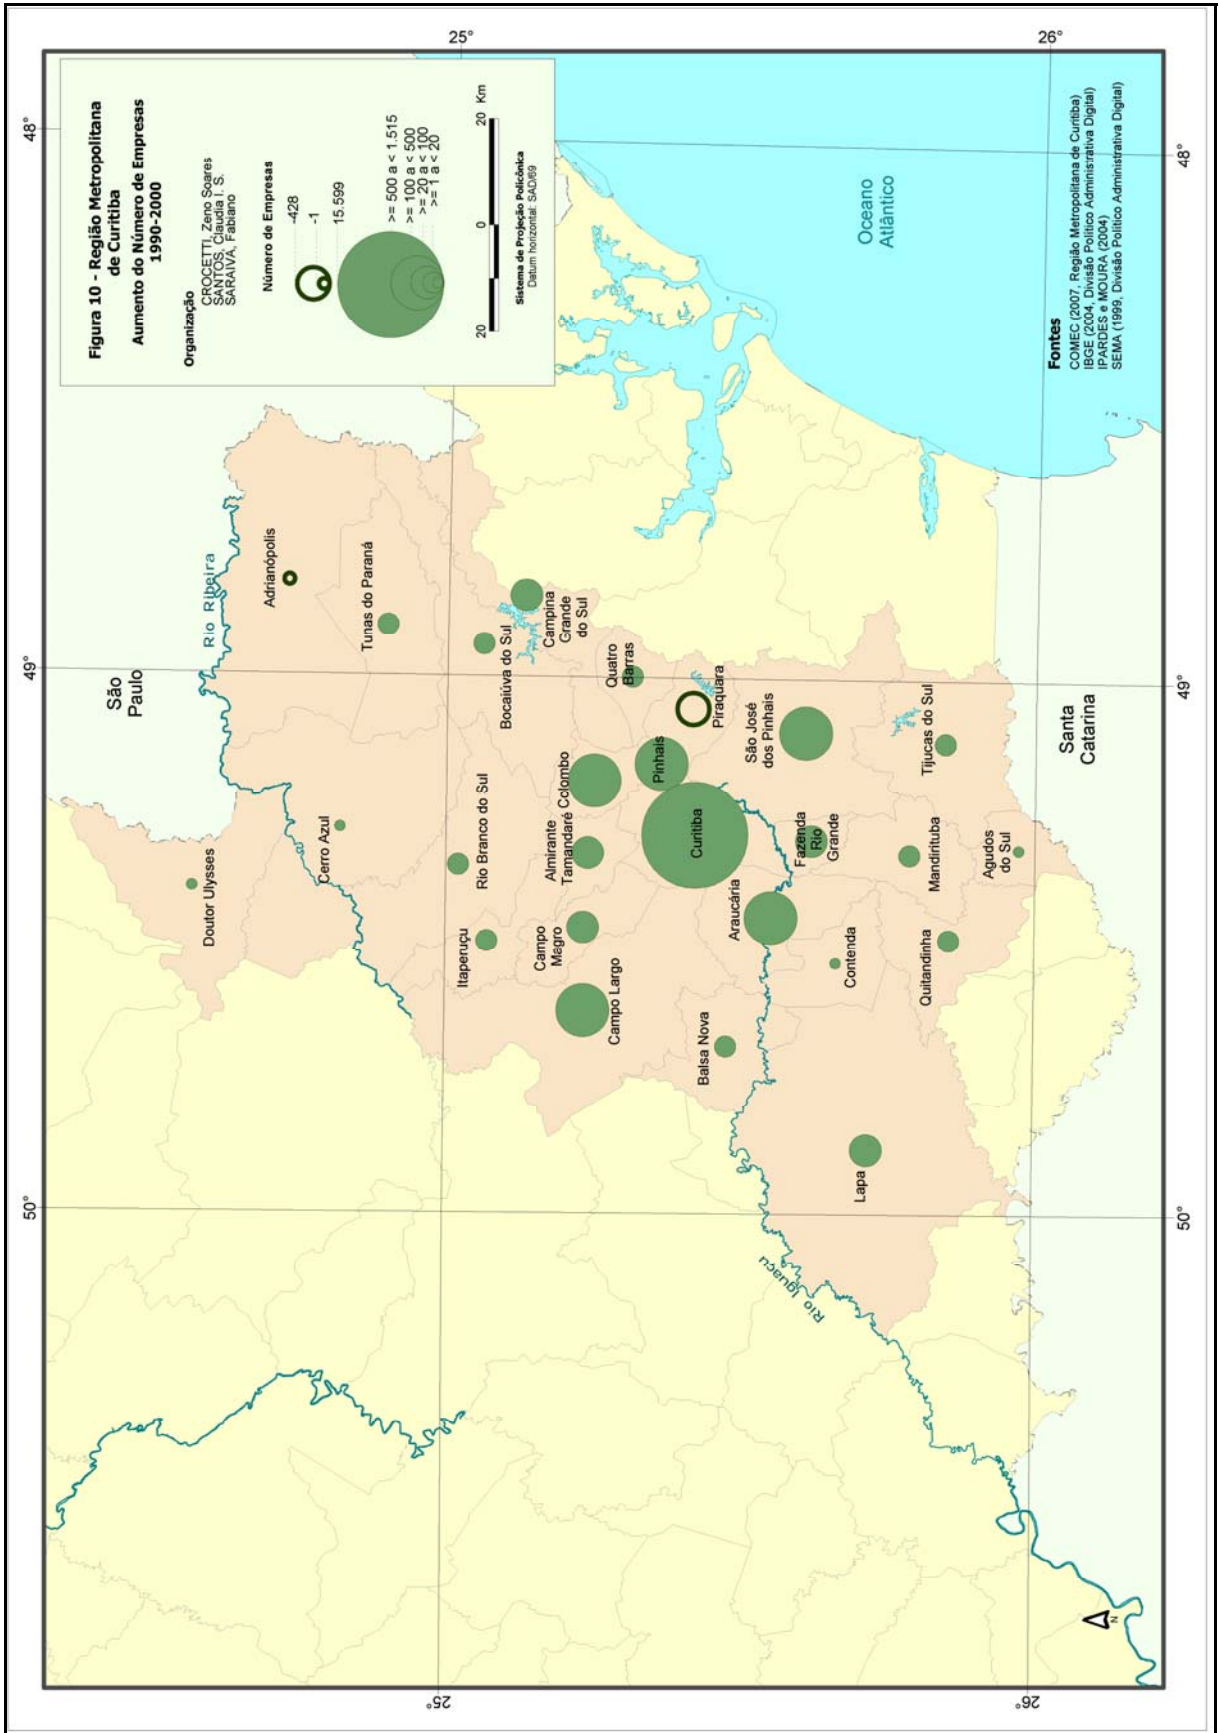 Figura 10 - Região Metropolitana
de Curitiba
Aumento do Número de Empresas
1990-2000
Organização
CROCETTI, Zeno Soares
SANTOS, Claudia I. S.
SARAIVA, Fabiano
Número de Empresas
-428
-1
15.599
>= 500 a < 1.515
>= 100 a < 500
>= 20 a < 100
>= 1 a < 20
20
0
20 Km
Sistema de Projeção Policônica
Datum horizontal: SAD/69
50°
49°
48°
25°
26°
25°
26°
50°
49°
48°
São
Paulo
Rio Ribeira
Adrianópolis
Doutor Ulysses
Cerro Azul
Tunas do Paraná
Itaperuçu
Rio Branco do Sul
Bocaiúva do Sul
Campo
Magro
Almirante
Tamandaré
Colombo
Campina
Grande
do Sul
Campo Largo
Quatro
Barras
Pinhais
Piraquara
Curitiba
Balsa Nova
Araucária
São José
dos Pinhais
Fazenda
Rio
Grande
Contenda
Lapa
Rio Iguaçu
Quitandinha
Mandirituba
Tijucas do Sul
Agudos
do Sul
Santa
Catarina
Oceano
Atlântico
Fontes
COMEC (2007, Região Metropolitana de Curitiba)
IBGE (2004, Divisão Político Administrativa Digital)
IPARDES e MOURA (2004)
SEMA (1999, Divisão Político Administrativa Digital)
N